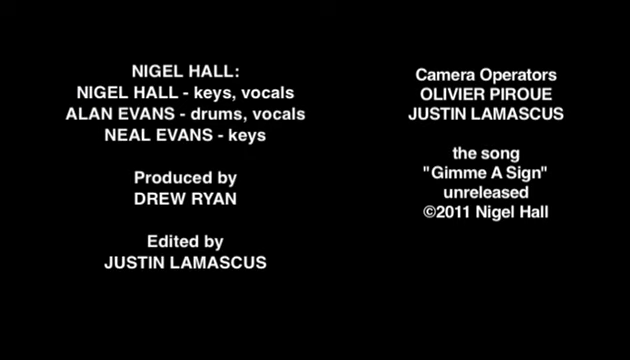 NIGEL HALL:
NIGEL HALL - keys, vocals
ALAN EVANS - drums, vocals
NEAL EVANS - keys
Produced by
DREW RYAN
Edited by
JUSTIN LAMASCUS
Camera Operators
OLIVIER PIROUE
JUSTIN LAMASCUS
the song
"Gimme A Sign"
unreleased
©2011 Nigel Hall